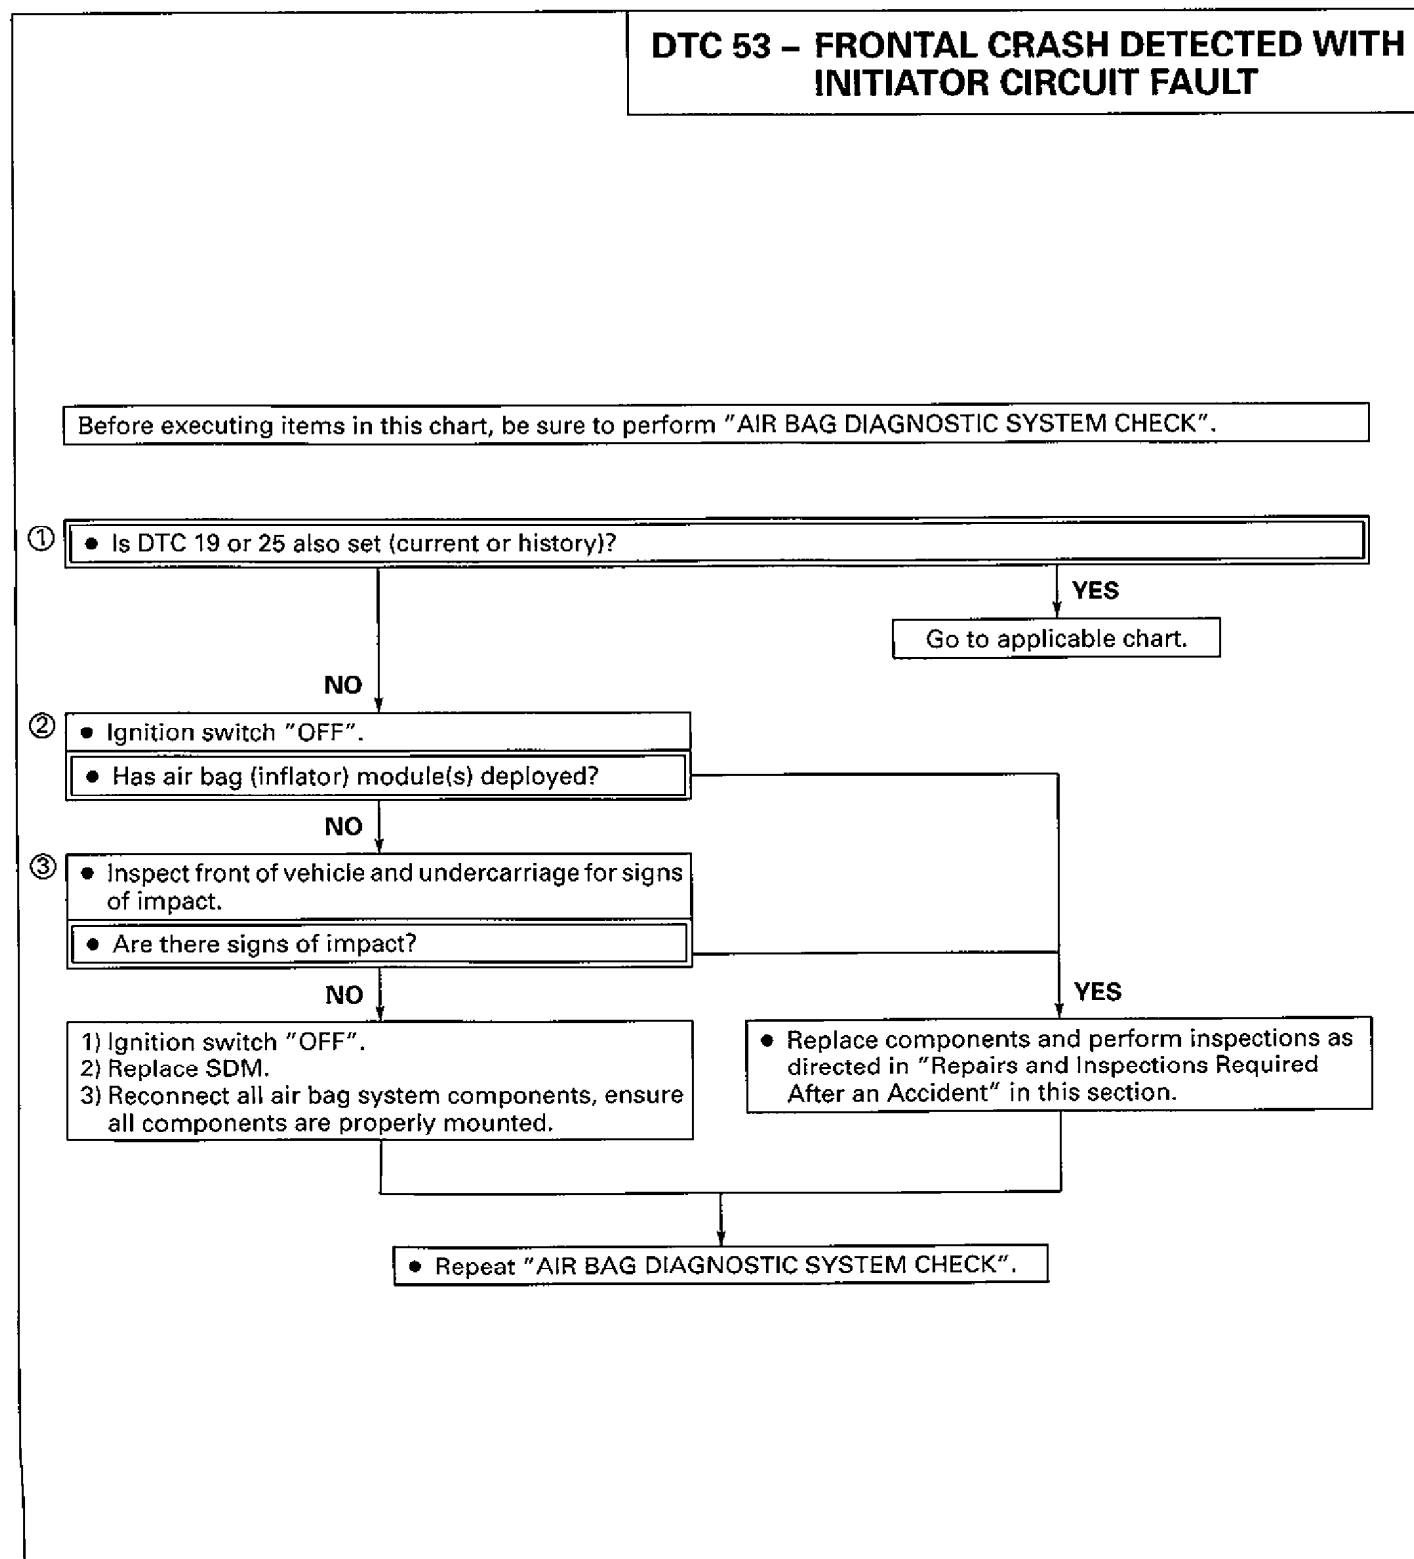 DTC 53 – FRONTAL CRASH DETECTED WITH
INITIATOR CIRCUIT FAULT
Before executing items in this chart, be sure to perform "AIR BAG DIAGNOSTIC SYSTEM CHECK".
① ● Is DTC 19 or 25 also set (current or history)?
YES
Go to applicable chart.
NO
② ● Ignition switch "OFF".
● Has air bag (inflator) module(s) deployed?
NO
③ ● Inspect front of vehicle and undercarriage for signs
of impact.
● Are there signs of impact?
NO
YES
1) Ignition switch "OFF".
2) Replace SDM.
3) Reconnect all air bag system components, ensure
all components are properly mounted.
● Replace components and perform inspections as
directed in "Repairs and Inspections Required
After an Accident" in this section.
● Repeat "AIR BAG DIAGNOSTIC SYSTEM CHECK".